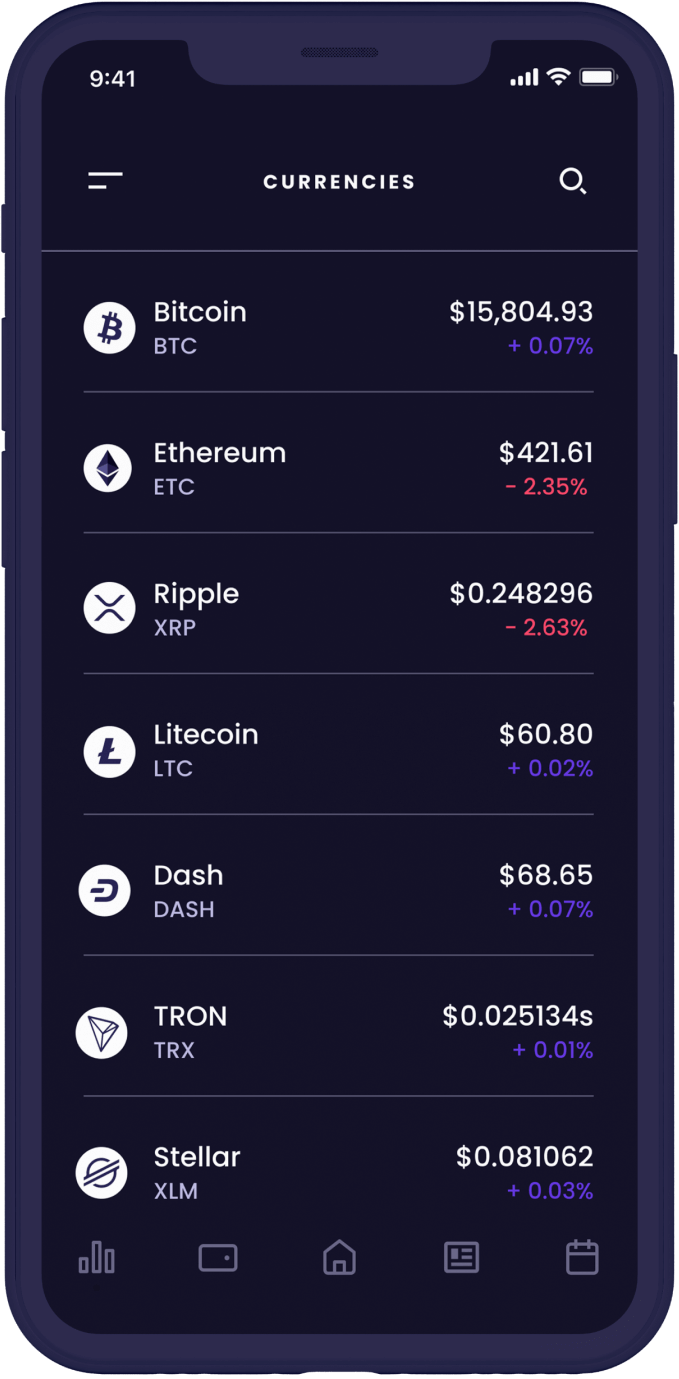 9:41
CURRENCIES
Bitcoin $15,804.93
BTC + 0.07%
Ethereum $421.61
ETC - 2.35%
Ripple $0.248296
XRP - 2.63%
Litecoin $60.80
LTC + 0.02%
Dash $68.65
DASH + 0.07%
TRON $0.025134s
TRX + 0.01%
Stellar $0.081062
XLM + 0.03%